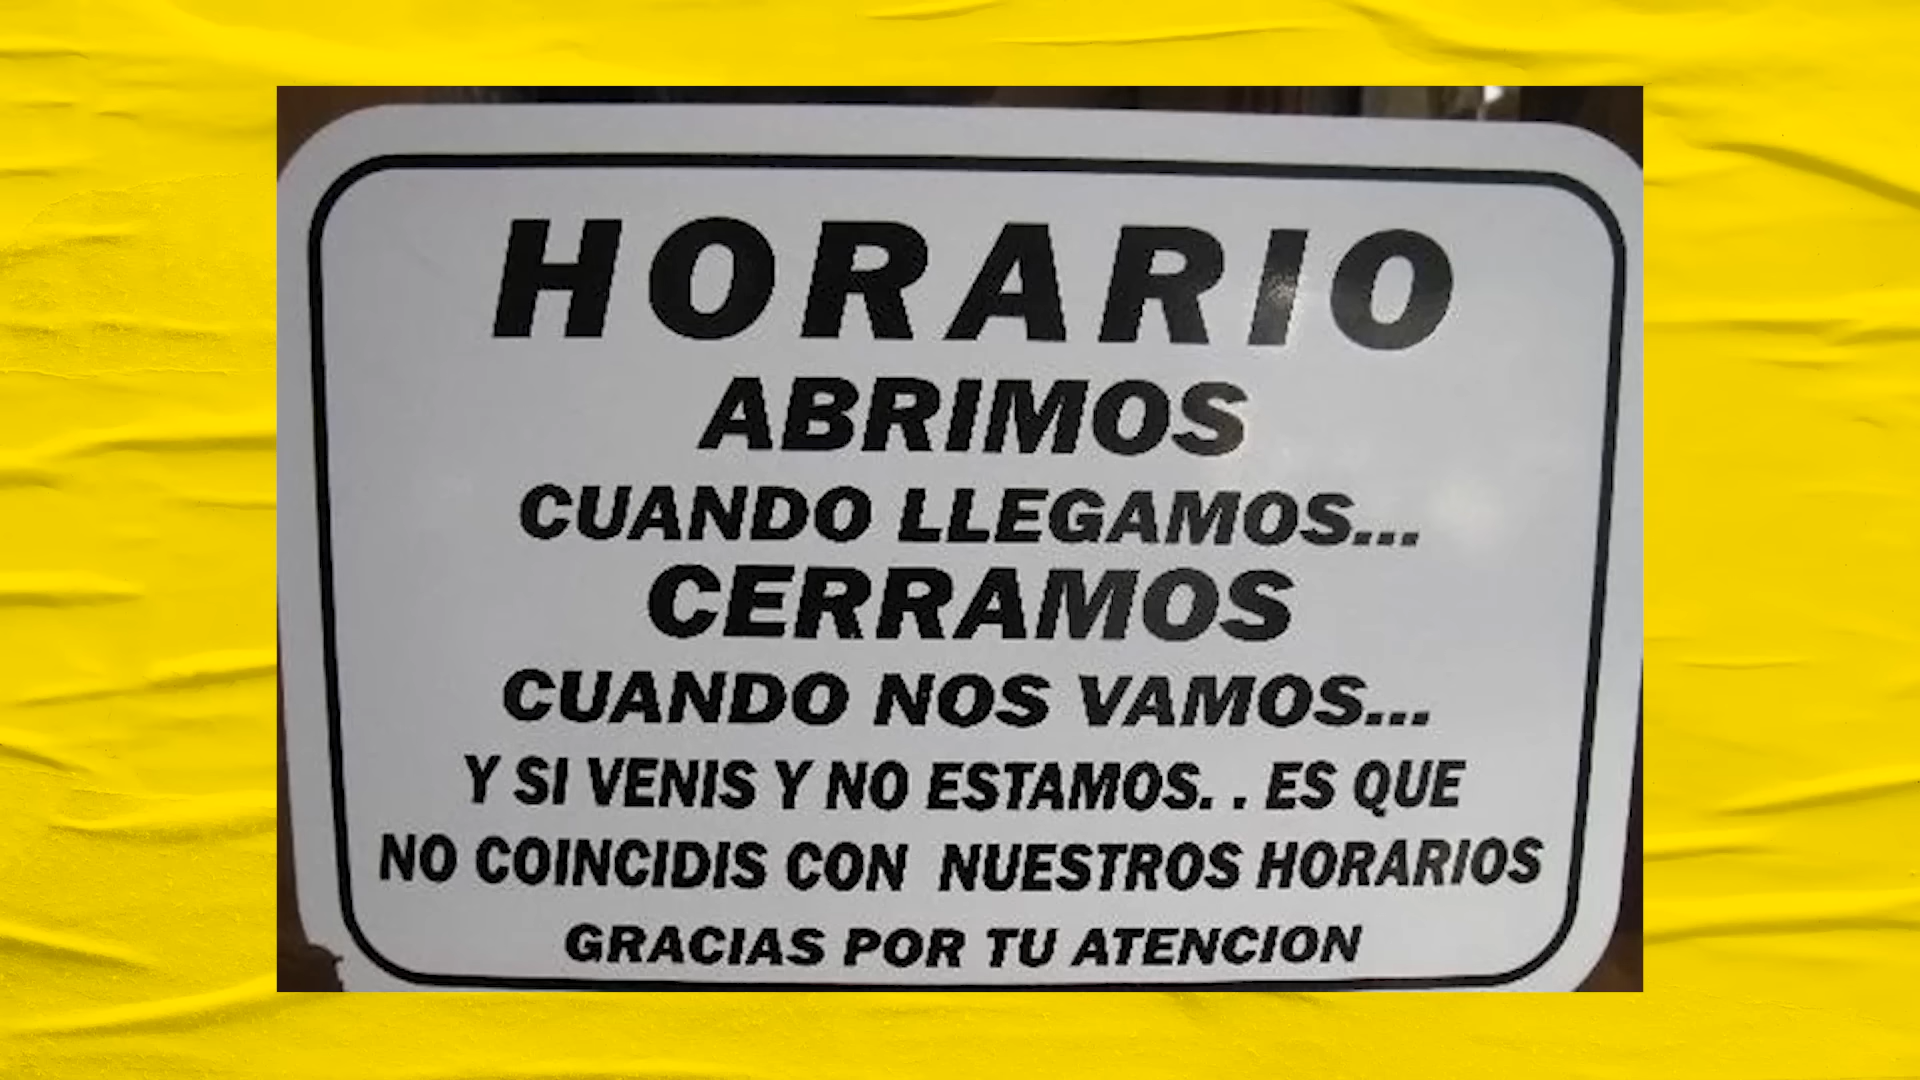 HORARIO
ABRIMOS
CUANDO LLEGAMOS...
CERRAMOS
CUANDO NOS VAMOS...
Y SI VENIS Y NO ESTAMOS. . ES QUE
NO COINCIDIS CON NUESTROS HORARIOS
GRACIAS POR TU ATENCION